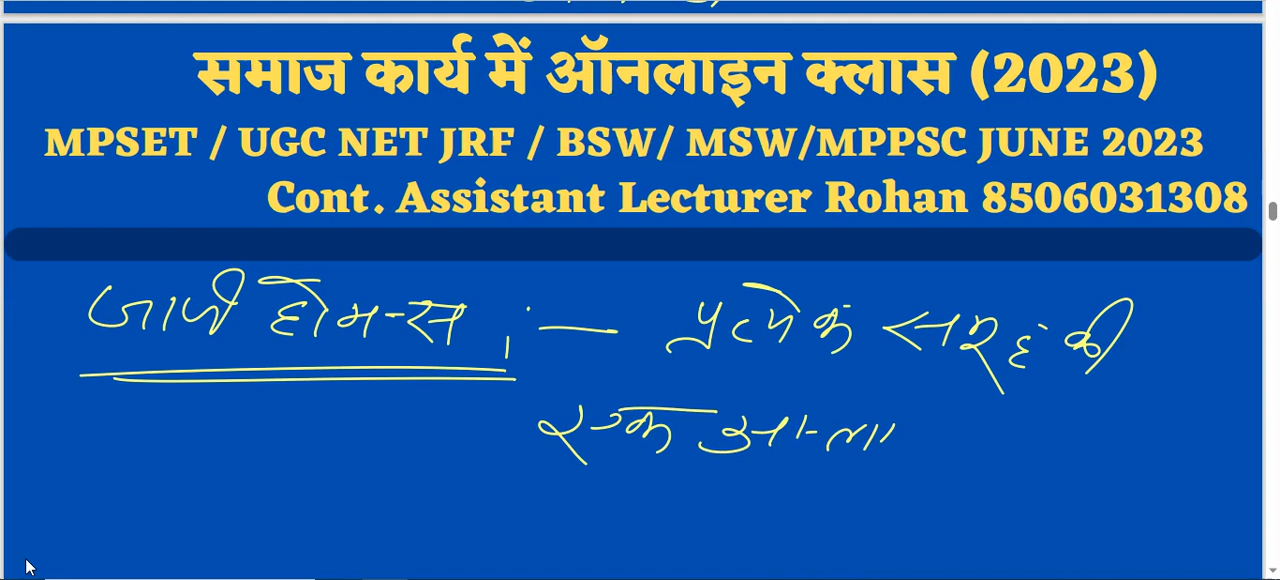 समाज कार्य में ऑनलाइन क्लास (2023)
MPSET / UGC NET JRF / BSW/ MSW/MPPSC JUNE 2023
Cont. Assistant Lecturer Rohan 8506031308
जार्ज होमन्स :— प्रत्येक समूह की
एक